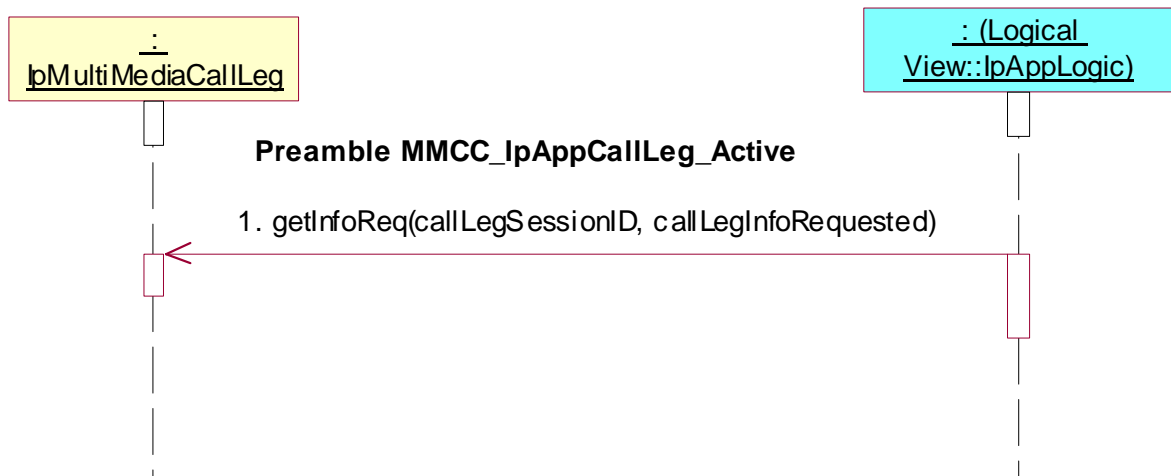 :
IpMultiMediaCallLeg
: (Logical
View::IpAppLogic)
Preamble MMCC_IpAppCallLeg_Active
1. getInfoReq(callLegSessionID, callLegInfoRequested)